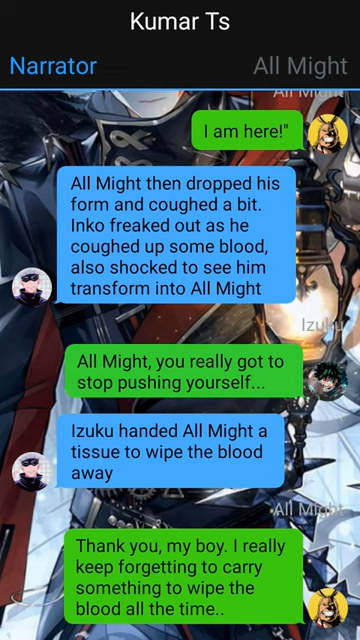 Kumar Ts
Narrator
All Might
All Might
I am here!"
All Might then dropped his
form and coughed a bit.
Inko freaked out as he
coughed up some blood,
also shocked to see him
transform into All Might
Izuku
All Might, you really got to
stop pushing yourself...
Izuku handed All Might a
tissue to wipe the blood
away
All Might
Thank you, my boy. I really
keep forgetting to carry
something to wipe the
blood all the time..